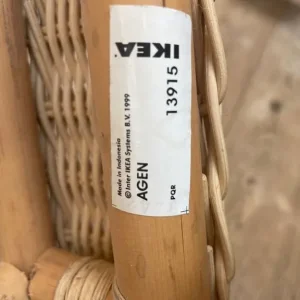 IKEA
13915
Made in Indonesia
© Inter IKEA Systems B.V. 1999
AGEN
PQR